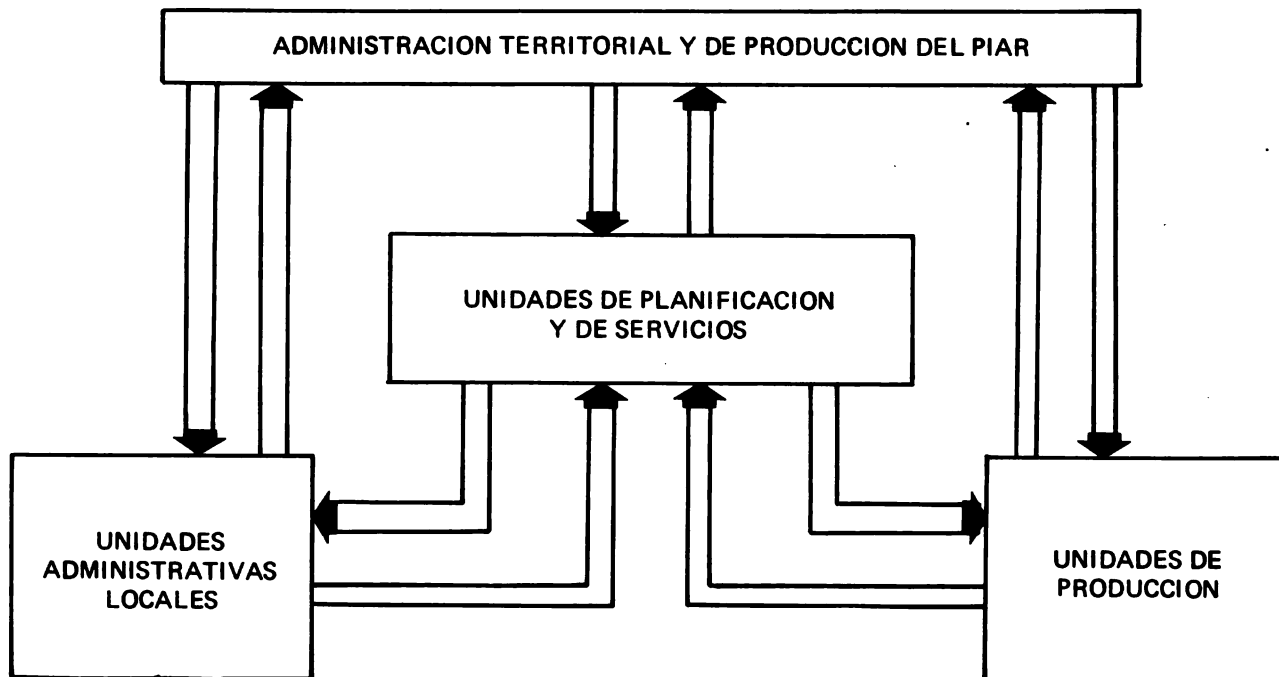 ADMINISTRACION TERRITORIAL Y DE PRODUCCION DEL PIAR
UNIDADES DE PLANIFICACION
Y DE SERVICIOS
UNIDADES
ADMINISTRATIVAS
LOCALES
UNIDADES DE
PRODUCCION